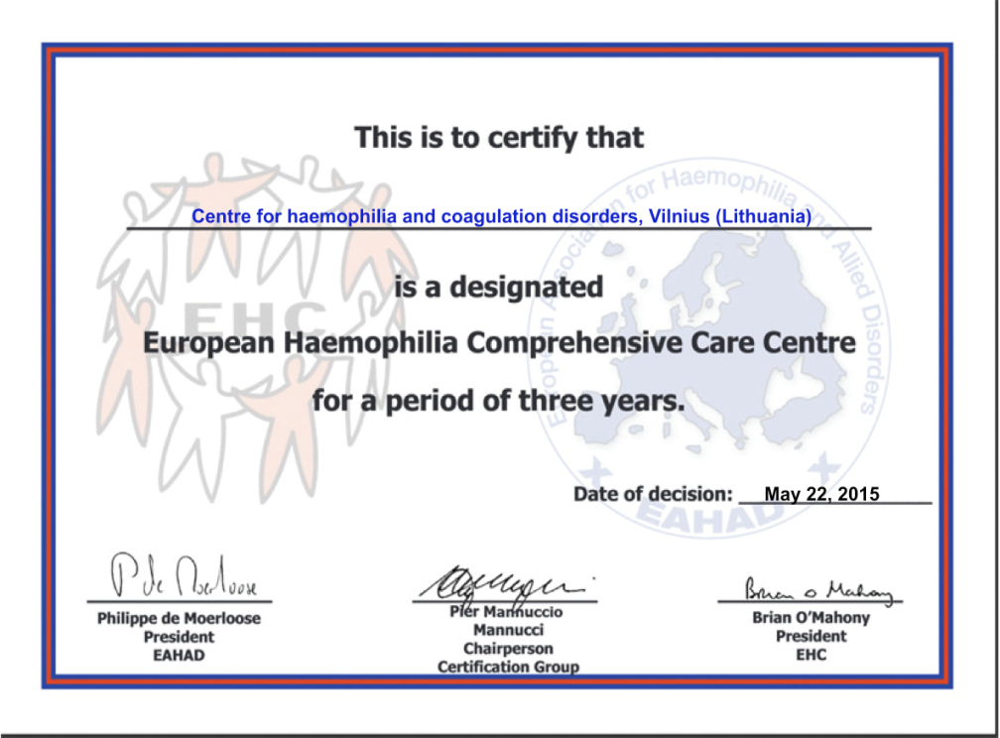 This is to certify that
Centre for haemophilia and coagulation disorders, Vilnius (Lithuania)
is a designated
European Haemophilia Comprehensive Care Centre
for a period of three years.
Date of decision: May 22, 2015
EHC
European Association for Haemophilia and Allied Disorders
EAHAD
P de Moerloose
Brian O Mahony
Philippe de Moerloose
President
EAHAD
Pier Mannuccio
Mannucci
Chairperson
Certification Group
Brian O’Mahony
President
EHC